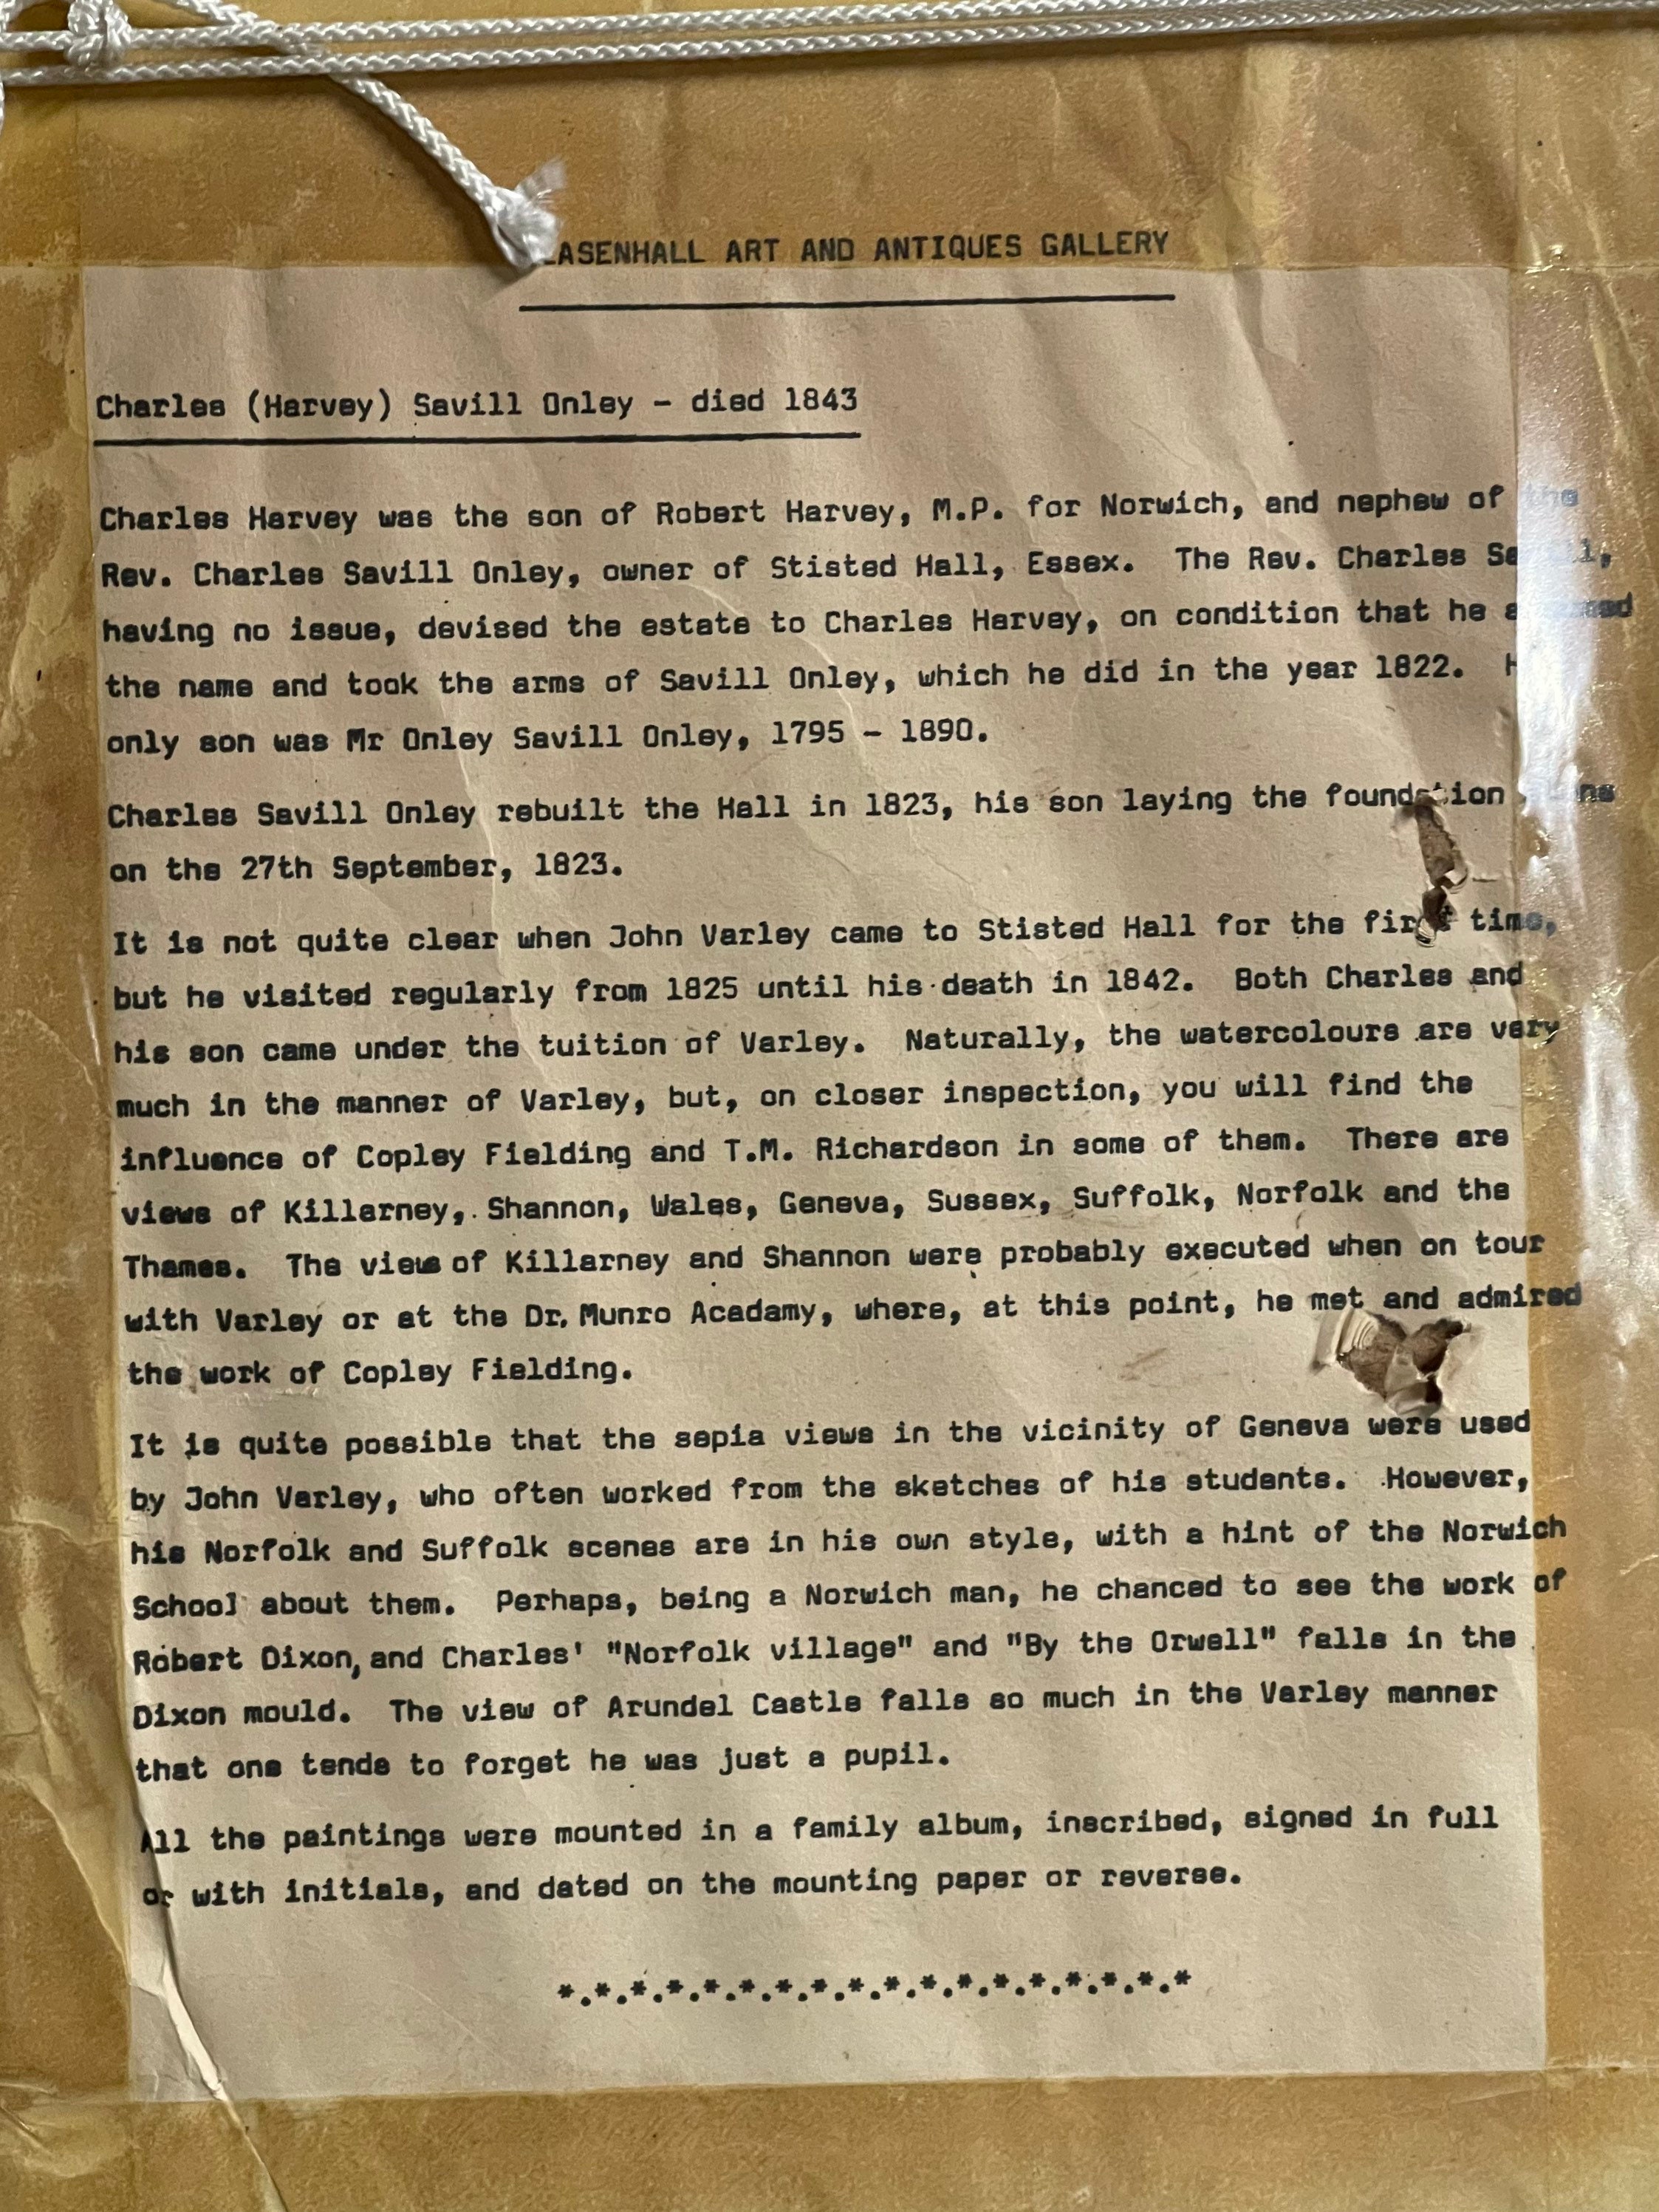 ASENHALL ART AND ANTIQUES GALLERY
Charles (Harvey) Savill Onley - died 1843
Charles Harvey was the son of Robert Harvey, M.P. for Norwich, and nephew of the
Rev. Charles Savill Onley, owner of Stisted Hall, Essex. The Rev. Charles
having no issue, devised the estate to Charles Harvey, on condition that he
the name and took the arms of Savill Onley, which he did in the year 1822.
only son was Mr Onley Savill Onley, 1795 - 1890.
Charles Savill Onley rebuilt the Hall in 1823, his son laying the foundation
on the 27th September, 1823.
It is not quite clear when John Varley came to Stisted Hall for the first time,
but he visited regularly from 1825 until his death in 1842. Both Charles and
his son came under the tuition of Varley. Naturally, the watercolours are very
much in the manner of Varley, but, on closer inspection, you will find the
influence of Copley Fielding and T.M. Richardson in some of them. There are
views of Killarney, Shannon, Wales, Geneva, Sussex, Suffolk, Norfolk and the
Thames. The views of Killarney and Shannon were probably executed when on tour
with Varley or at the Dr. Munro Acadamy, where, at this point, he met and admired
the work of Copley Fielding.
It is quite possible that the sepia views in the vicinity of Geneva were used
by John Varley, who often worked from the sketches of his students. However,
his Norfolk and Suffolk scenes are in his own style, with a hint of the Norwich
School about them. Perhaps, being a Norwich man, he chanced to see the work of
Robert Dixon, and Charles' "Norfolk village" and "By the Orwell" falls in the
Dixon mould. The view of Arundel Castle falls so much in the Varley manner
that one tends to forget he was just a pupil.
All the paintings were mounted in a family album, inscribed, signed in full
or with initials, and dated on the mounting paper or reverse.
*.*.*.*.*.*.*.*.*.*.*.*.*.*.*.*.*.*